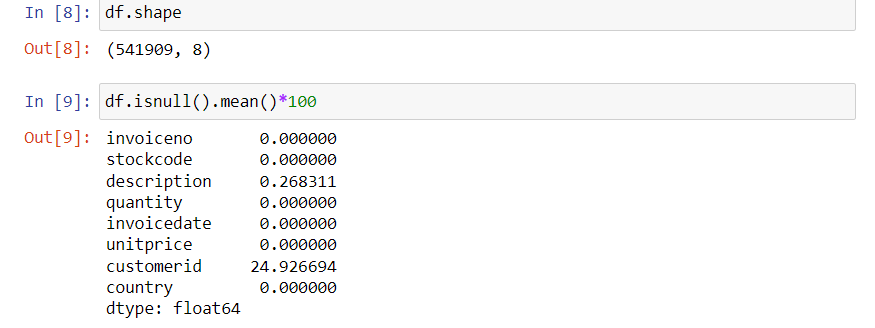 In [8]: df.shape
Out[8]: (541909, 8)
In [9]: df.isnull().mean()*100
Out[9]: invoiceno 0.000000
stockcode 0.000000
description 0.268311
quantity 0.000000
invoicedate 0.000000
unitprice 0.000000
customerid 24.926694
country 0.000000
dtype: float64